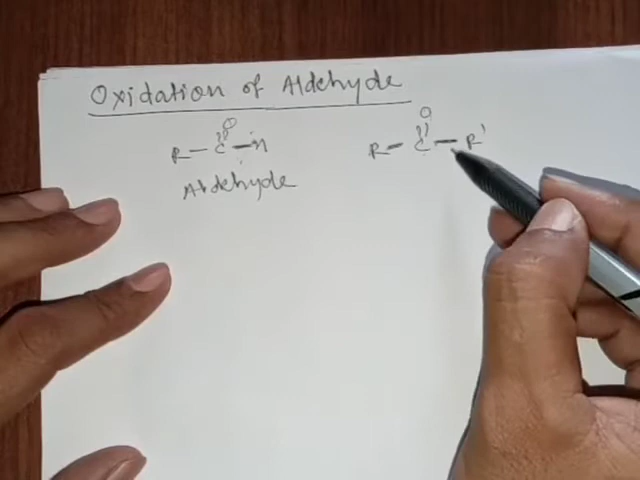 Oxidation of Aldehyde
O O
R - C - H R - C - R'
Aldehyde